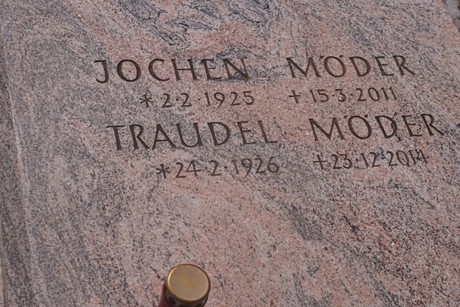 JOCHEN MÖDER
* 2·2·1925 + 15·3·2011
TRAUDEL MÖDER
* 24·2·1926 + 23·12·2014